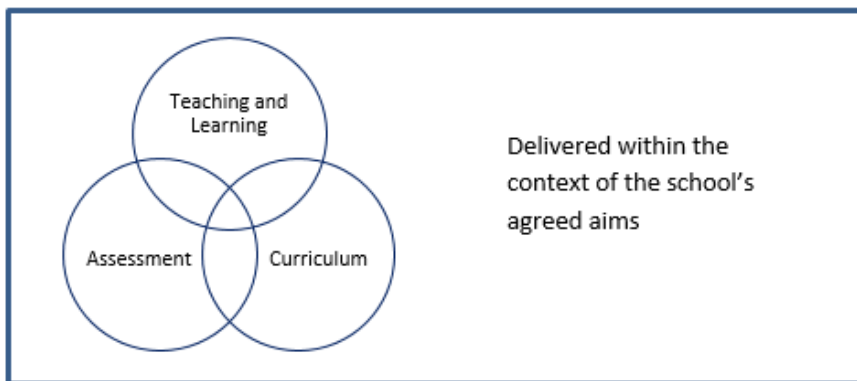 Teaching and
Learning
Assessment
Curriculum
Delivered within the
context of the school's
agreed aims